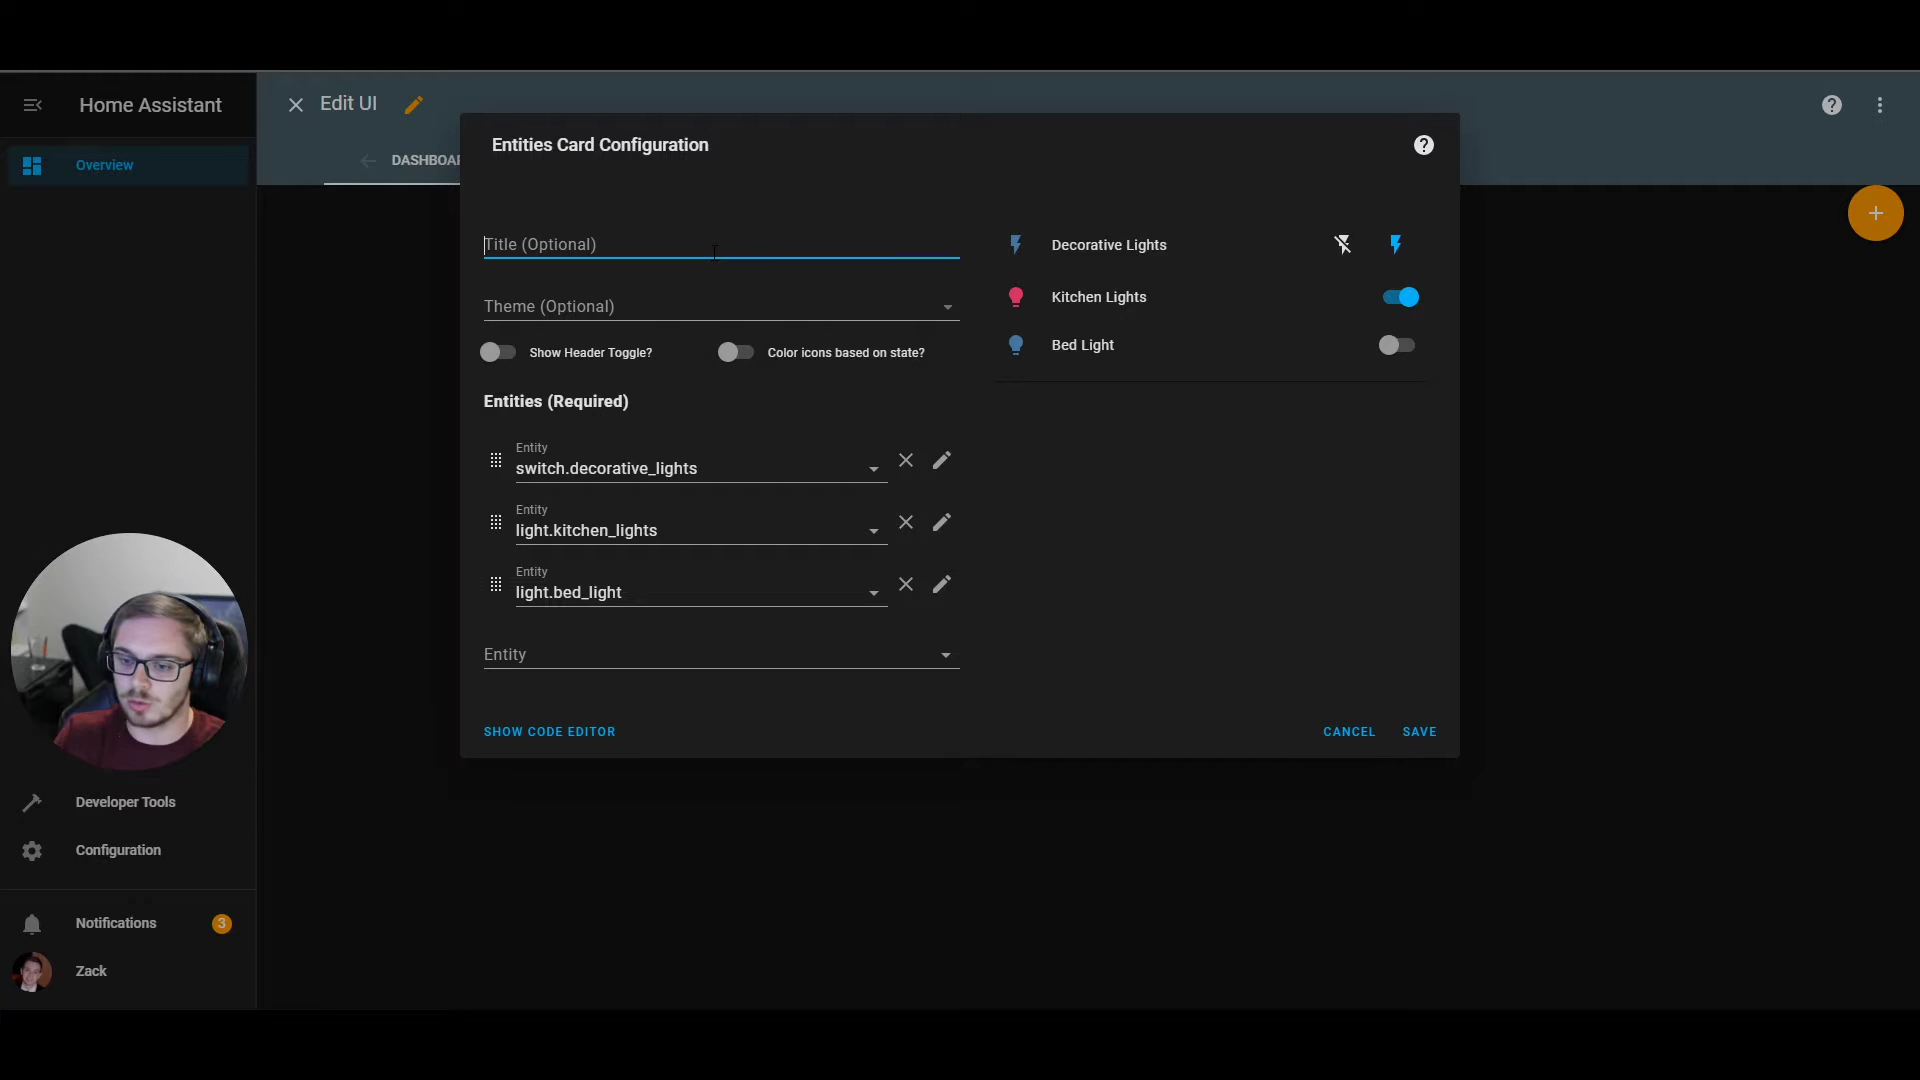 Home Assistant
Edit UI
Overview
DASHBOAR
Entities Card Configuration
Title (Optional)
Theme (Optional)
Show Header Toggle?
Color icons based on state?
Entities (Required)
Entity
switch.decorative_lights
Entity
light.kitchen_lights
Entity
light.bed_light
Entity
Decorative Lights
Kitchen Lights
Bed Light
SHOW CODE EDITOR
CANCEL
SAVE
Developer Tools
Configuration
Notifications
3
Zack